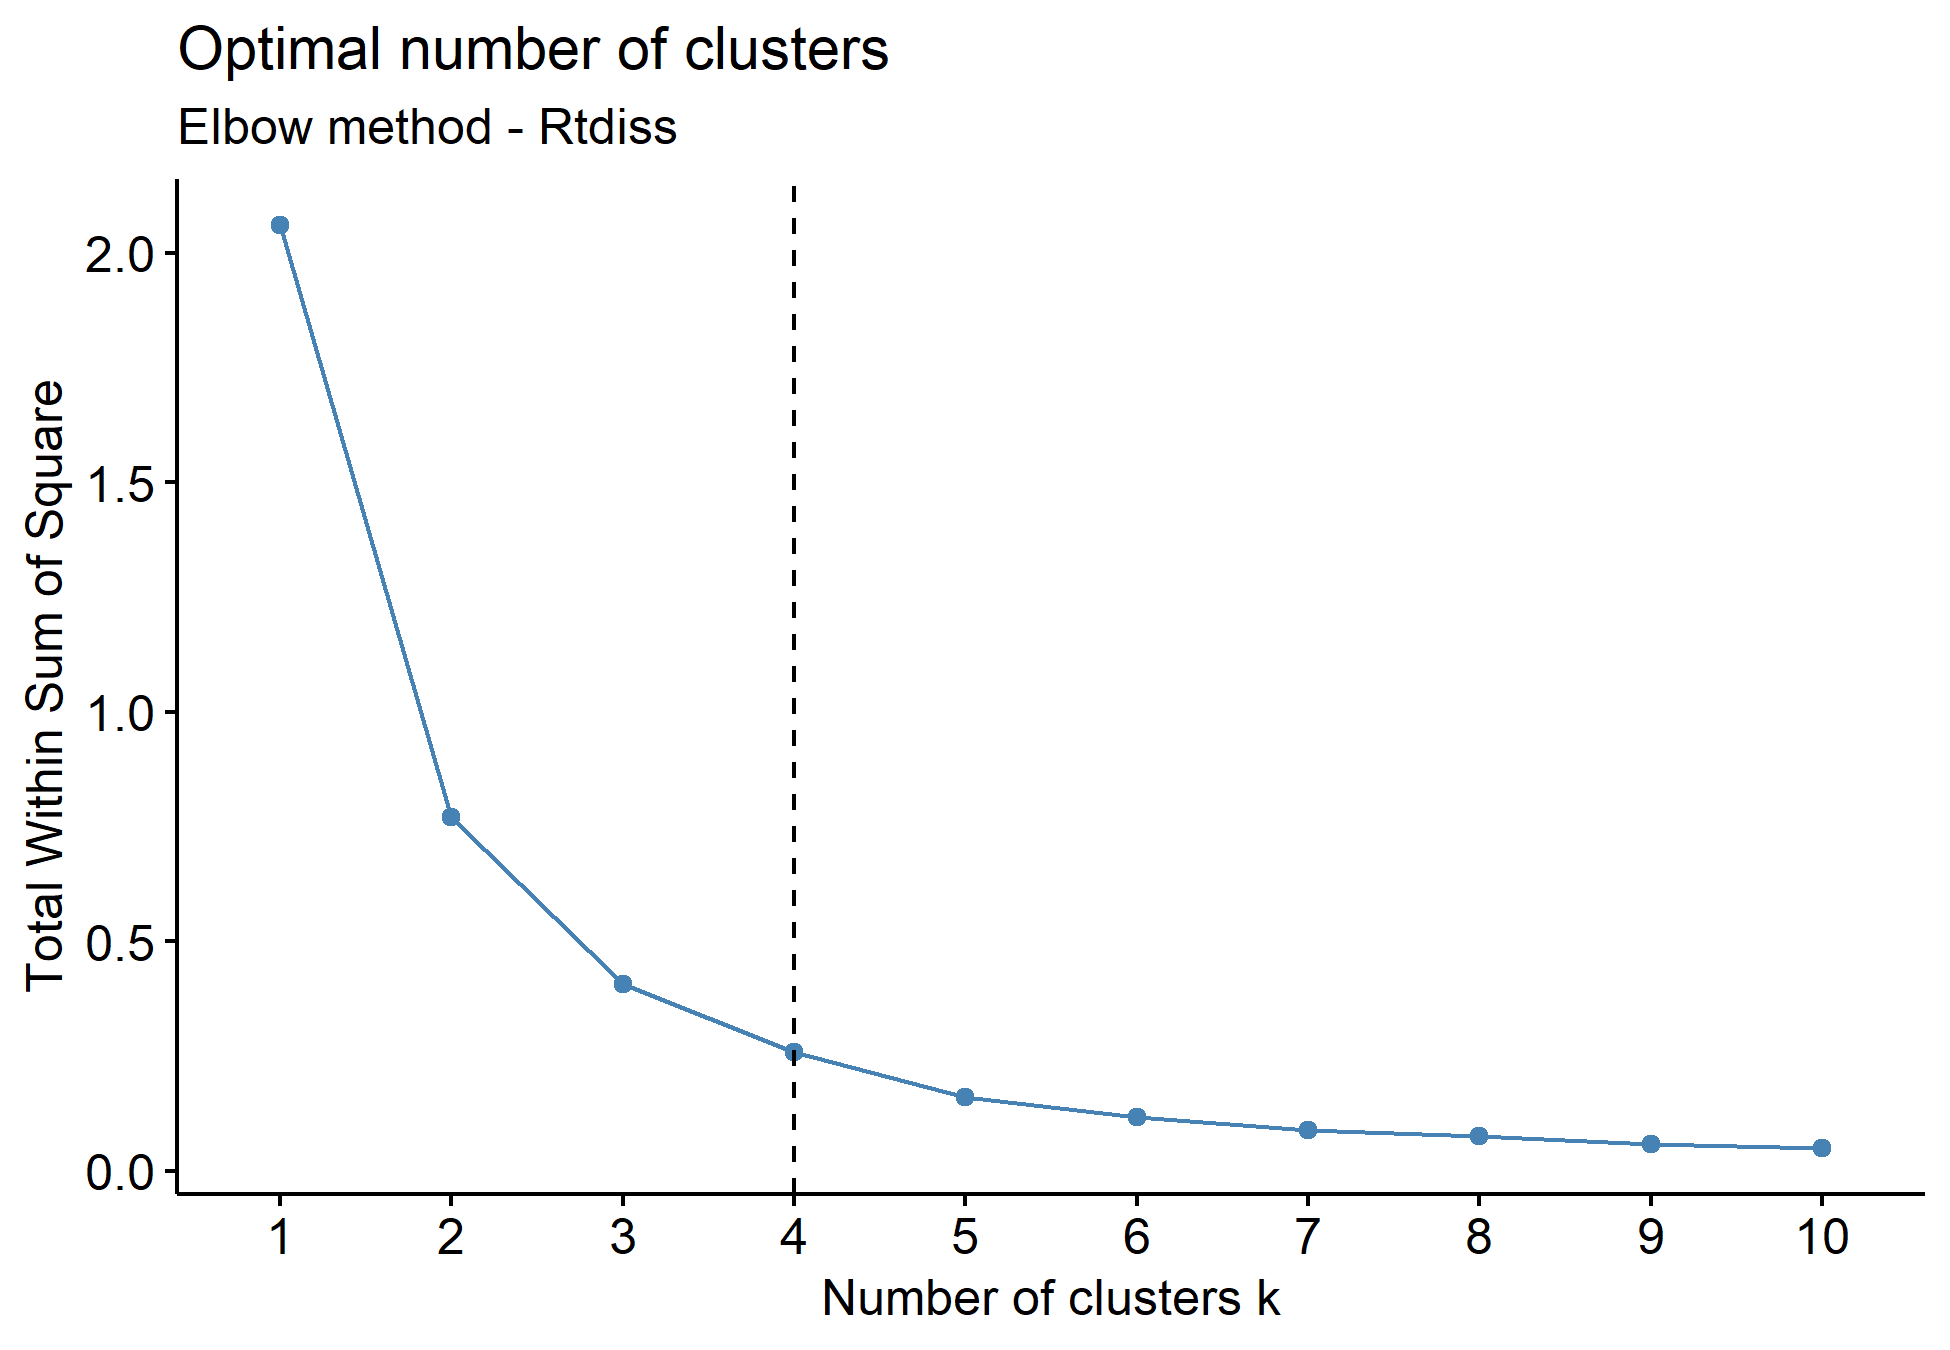 Optimal number of clusters
Elbow method - Rtdiss
Total Within Sum of Square
2.0
1.5
1.0
0.5
0.0
1 2 3 4 5 6 7 8 9 10
Number of clusters k